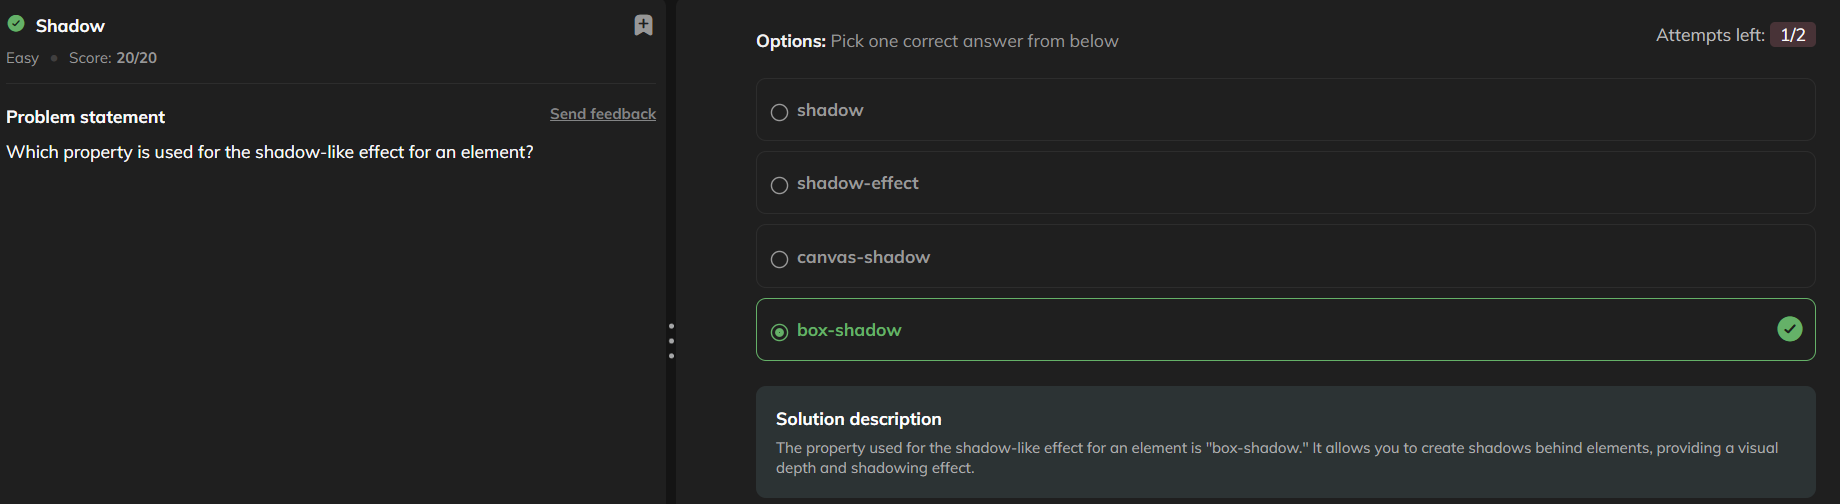 Shadow
Easy • Score: 20/20
Problem statement
Send feedback
Which property is used for the shadow-like effect for an element?
Options: Pick one correct answer from below
Attempts left: 1/2
shadow
shadow-effect
canvas-shadow
box-shadow
Solution description
The property used for the shadow-like effect for an element is "box-shadow." It allows you to create shadows behind elements, providing a visual
depth and shadowing effect.